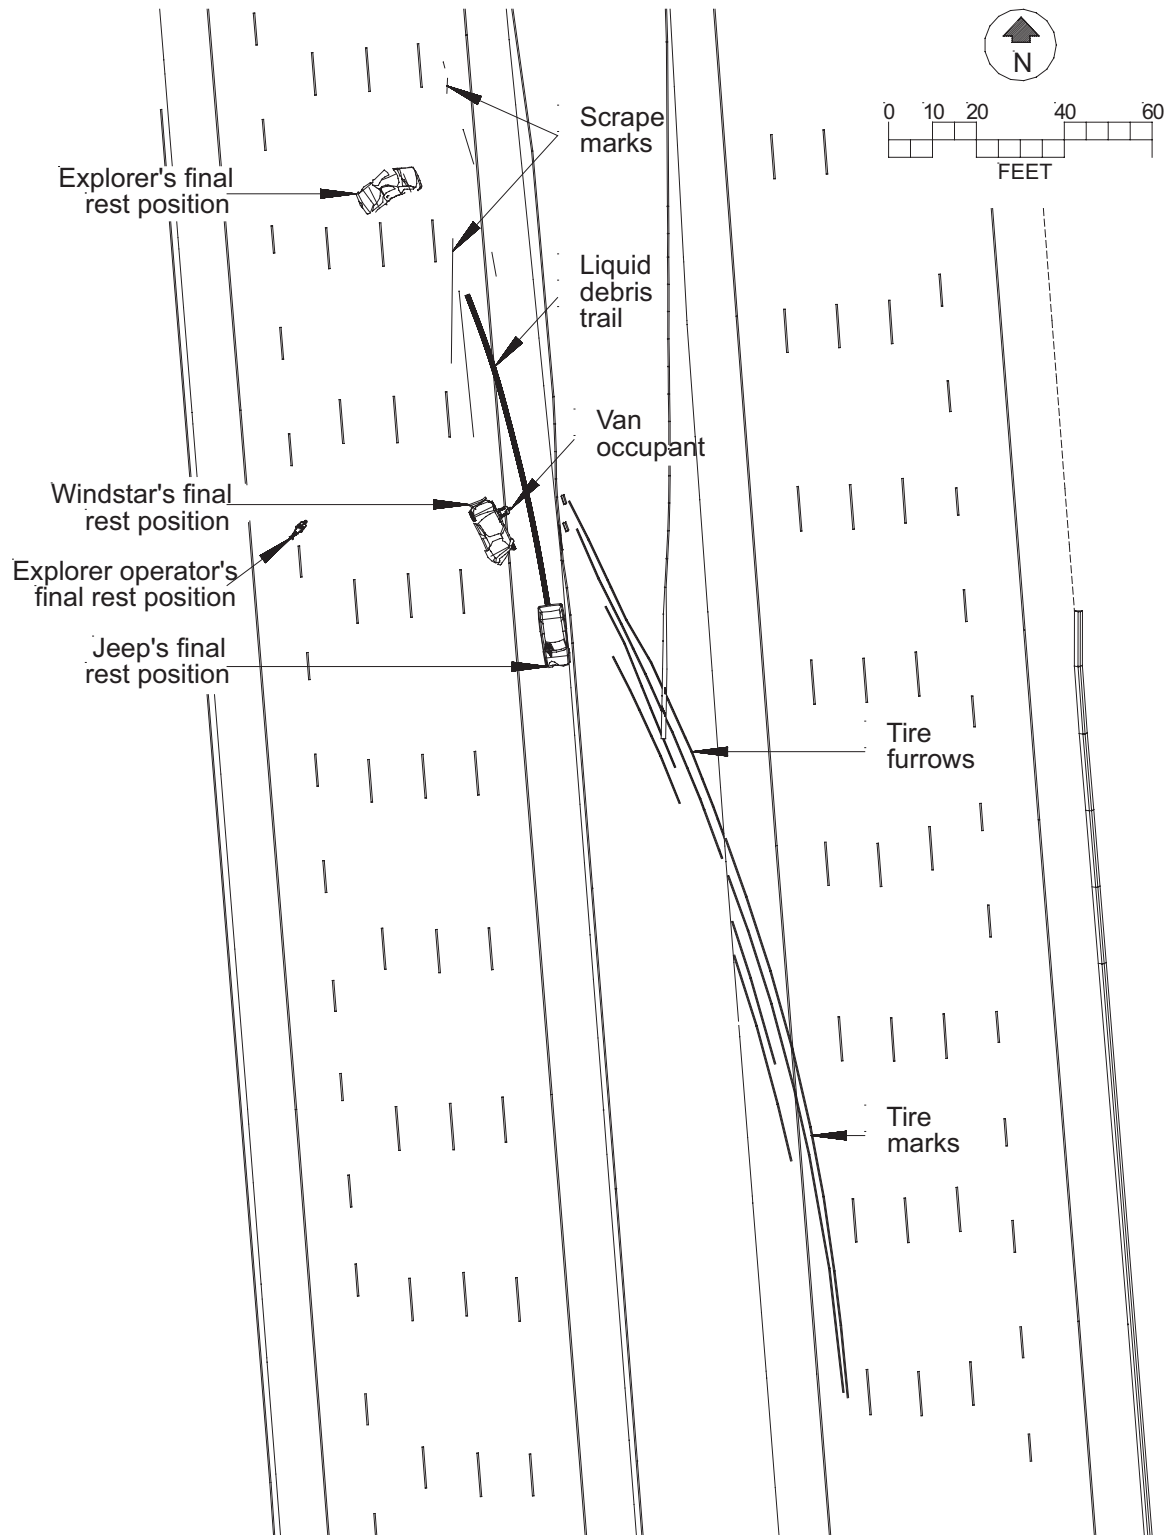 N
0 10 20 40 60
FEET
Scrape
marks
Explorer's final
rest position
Liquid
debris
trail
Van
occupant
Windstar's final
rest position
Explorer operator's
final rest position
Jeep's final
rest position
Tire
furrows
Tire
marks